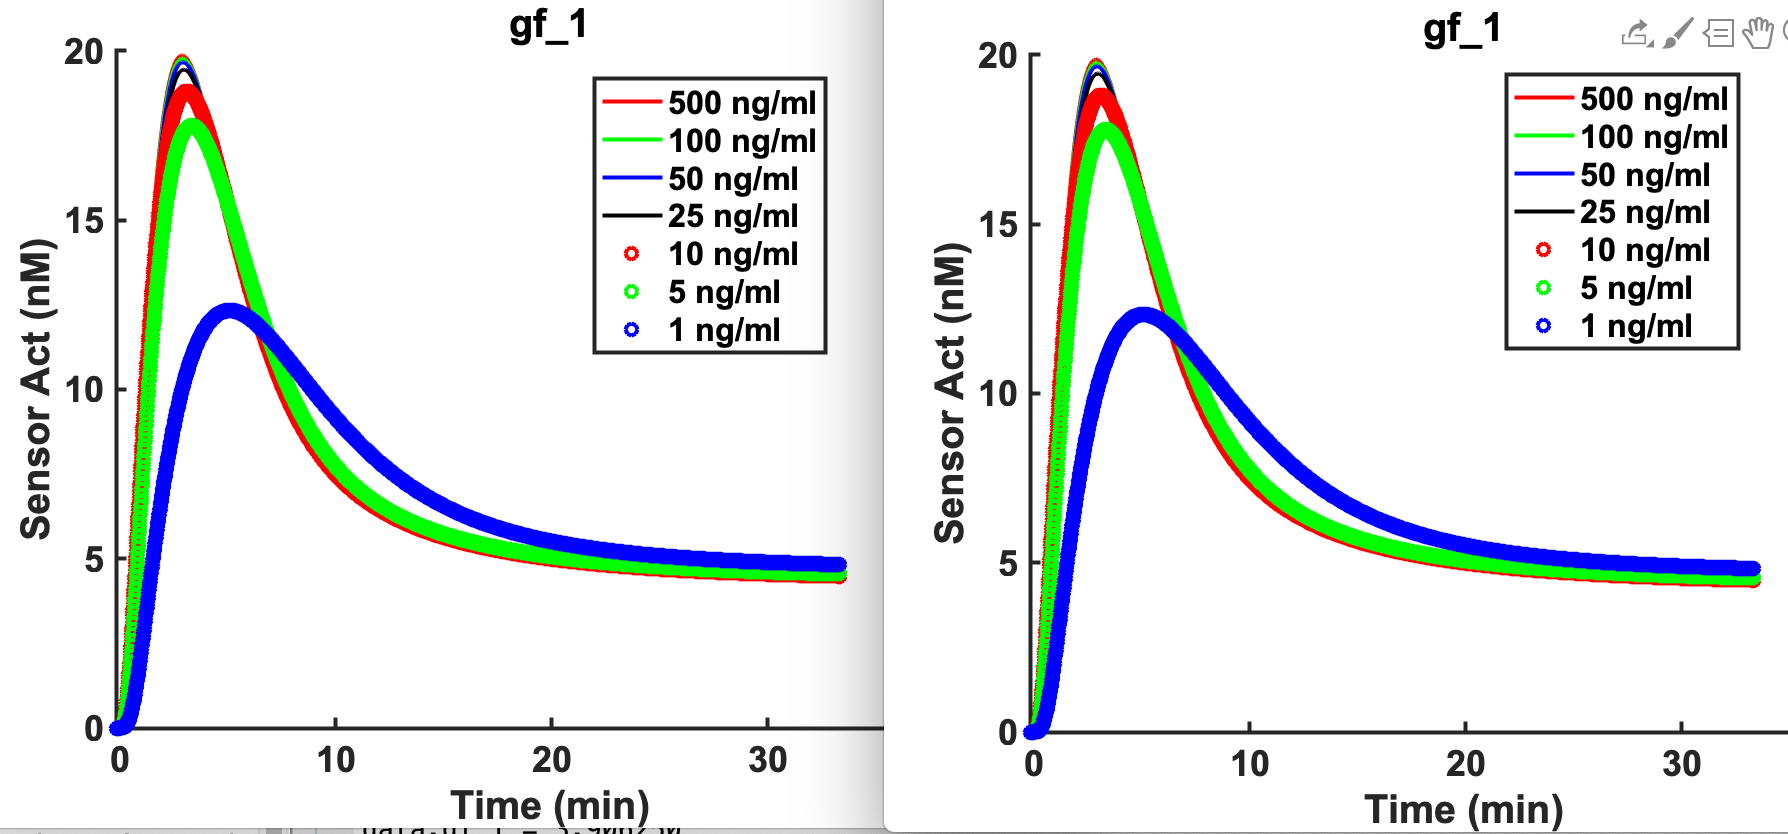 gf_1
20
15
10
5
0
0
10
20
30
Sensor Act (nM)
Time (min)
500 ng/ml
100 ng/ml
50 ng/ml
25 ng/ml
10 ng/ml
5 ng/ml
1 ng/ml
gf_1
20
15
10
5
0
0
10
20
30
Sensor Act (nM)
Time (min)
500 ng/ml
100 ng/ml
50 ng/ml
25 ng/ml
10 ng/ml
5 ng/ml
1 ng/ml